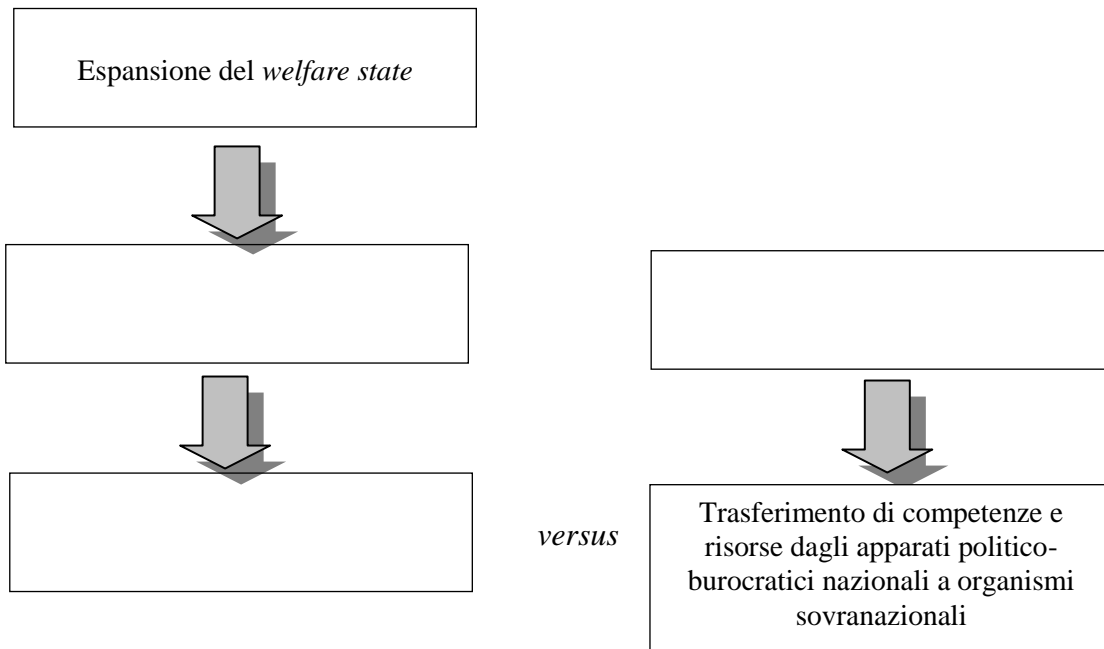 Espansione del welfare state
versus
Trasferimento di competenze e
risorse dagli apparati politico-
burocratici nazionali a organismi
sovranazionali